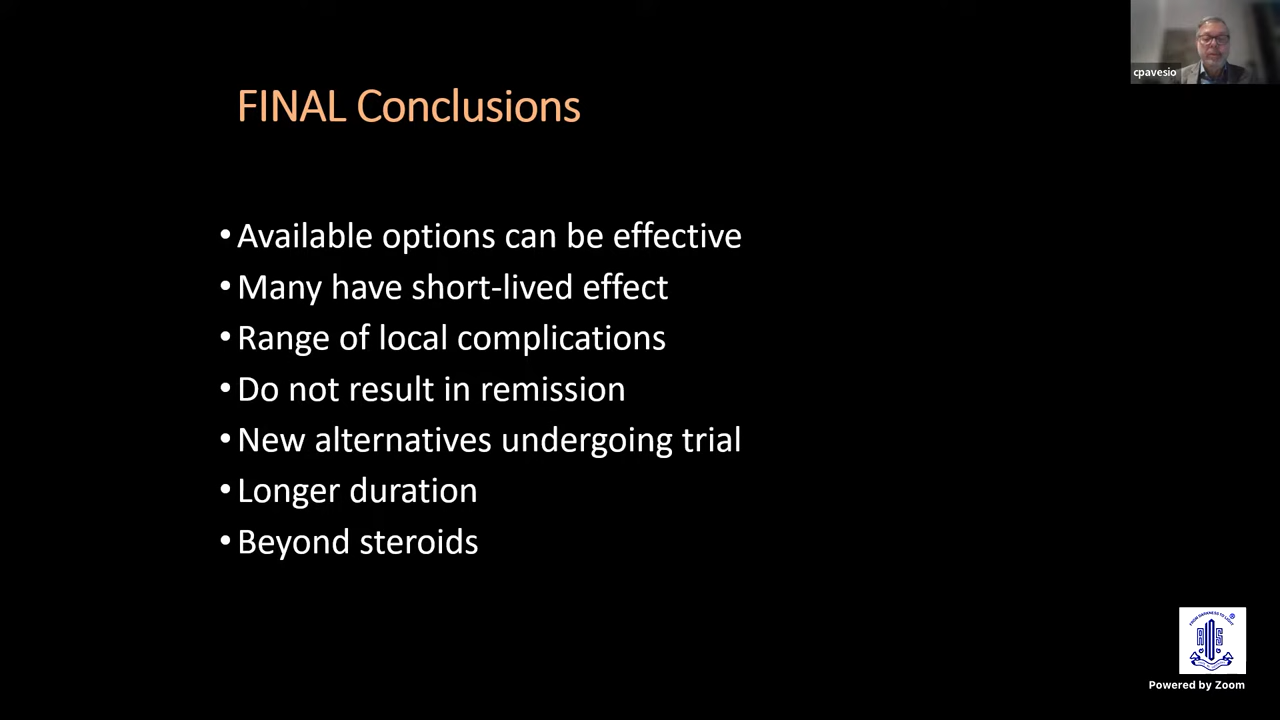 cpavesio
FINAL Conclusions
• Available options can be effective
• Many have short-lived effect
• Range of local complications
• Do not result in remission
• New alternatives undergoing trial
• Longer duration
• Beyond steroids
Powered by Zoom